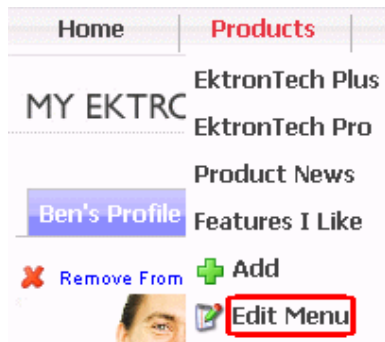 Home Products
EktronTech Plus
MY EKTRO
EktronTech Pro
Product News
Ben's Profile
Features I Like
Add
Remove From
Edit Menu